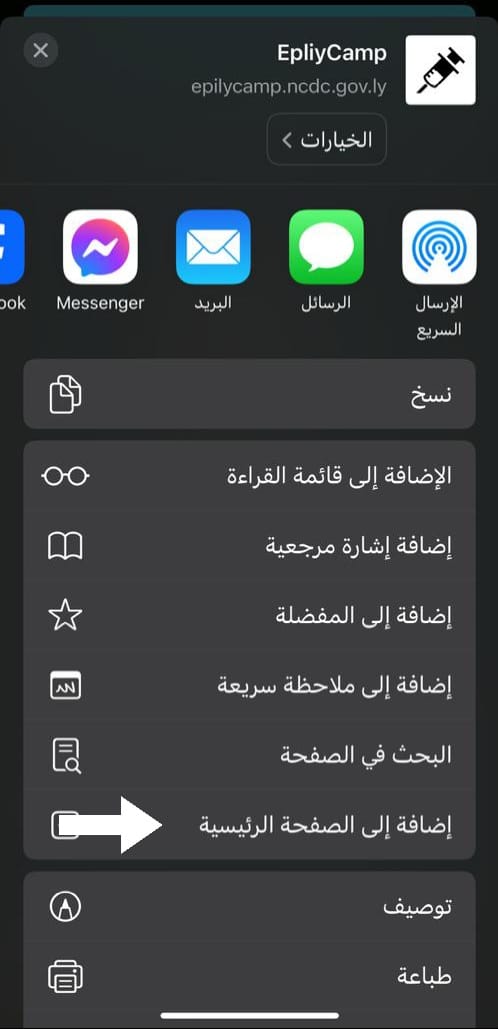 EpliyCamp
epilycamp.ncdc.gov.ly
الخيارات
الإرسال
السريع
الرسائل
البريد
Messenger
ook
نسخ
الإضافة إلى قائمة القراءة
إضافة إشارة مرجعية
إضافة إلى المفضلة
إضافة إلى ملاحظة سريعة
البحث في الصفحة
إضافة إلى الصفحة الرئيسية
توصيف
طباعة